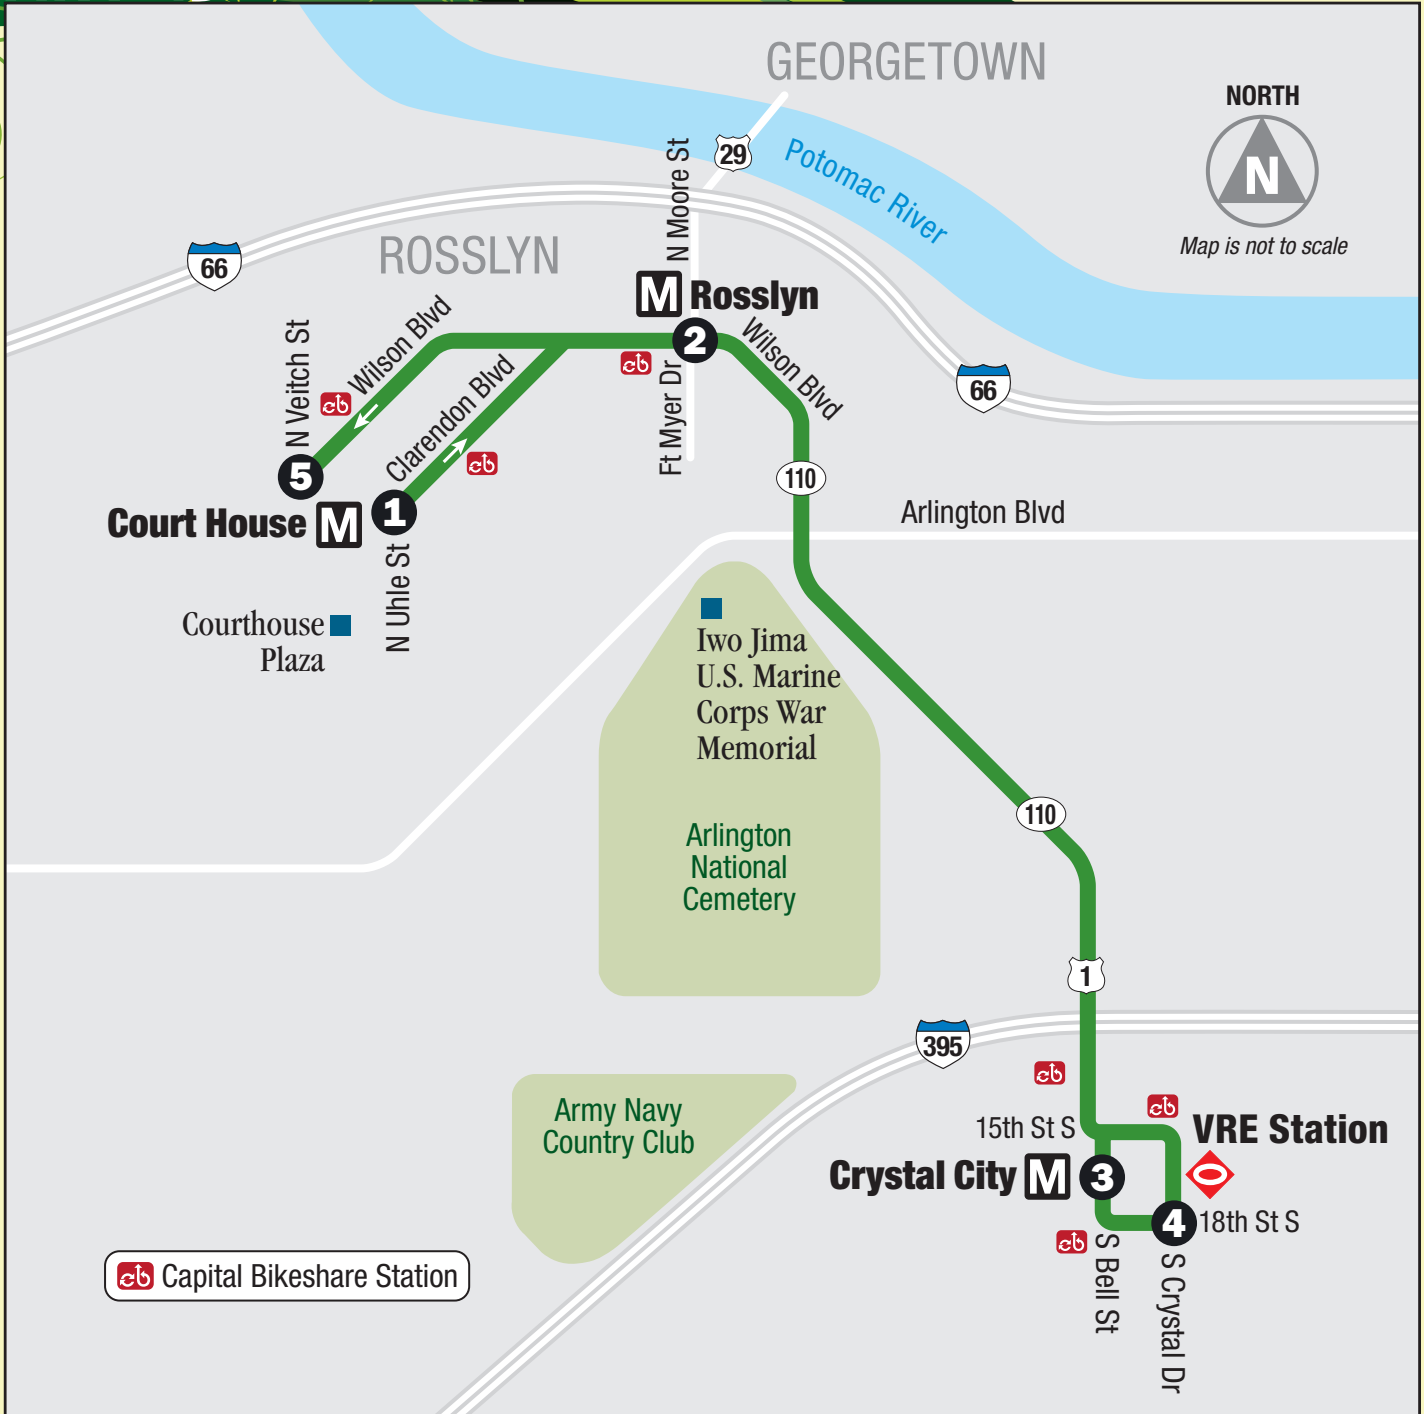 GEORGETOWN
NORTH
N
Map is not to scale
29
N Moore St
Potomac River
66
ROSSLYN
M Rosslyn
2
Wilson Blvd
N Veitch St
Wilson Blvd
Clarendon Blvd
Ft Myer Dr
66
5
110
Court House M 1
Arlington Blvd
N Uhle St
Courthouse
Plaza
Iwo Jima
U.S. Marine
Corps War
Memorial
110
Arlington
National
Cemetery
1
395
Army Navy
Country Club
15th St S
VRE Station
Crystal City M 3
4 18th St S
S Bell St
S Crystal Dr
Capital Bikeshare Station